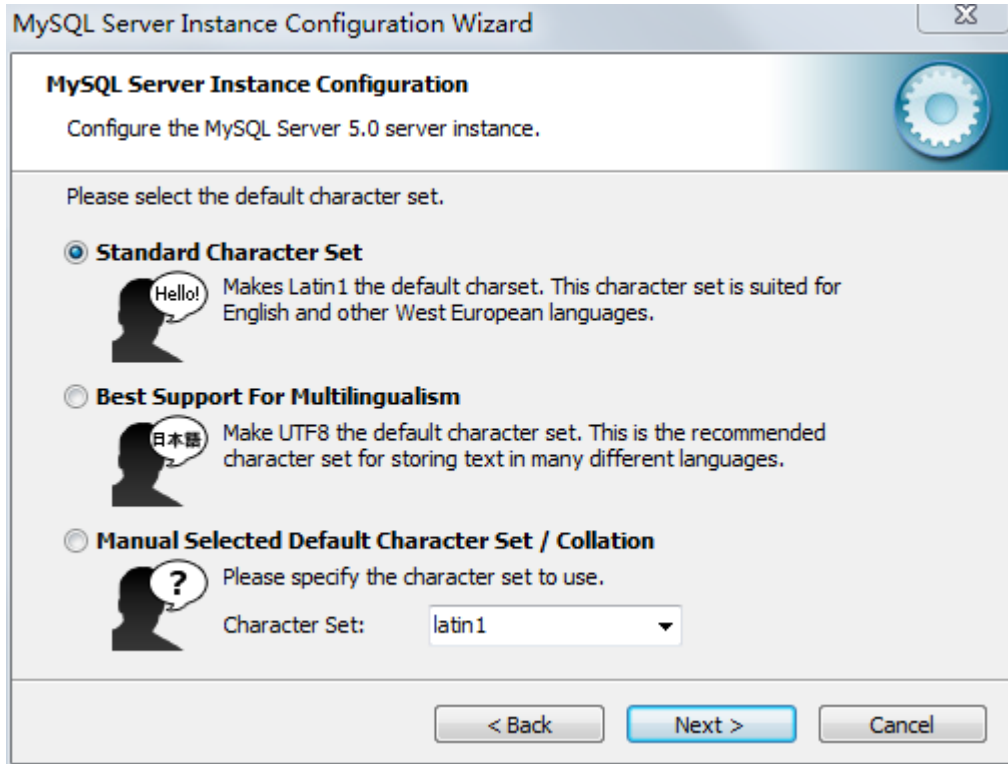 MySQL Server Instance Configuration Wizard
MySQL Server Instance Configuration
Configure the MySQL Server 5.0 server instance.
Please select the default character set.
Standard Character Set
Hello!
Makes Latin1 the default charset. This character set is suited for
English and other West European languages.
Best Support For Multilingualism
日本語
Make UTF8 the default character set. This is the recommended
character set for storing text in many different languages.
Manual Selected Default Character Set / Collation
?
Please specify the character set to use.
Character Set: latin1
< Back Next > Cancel